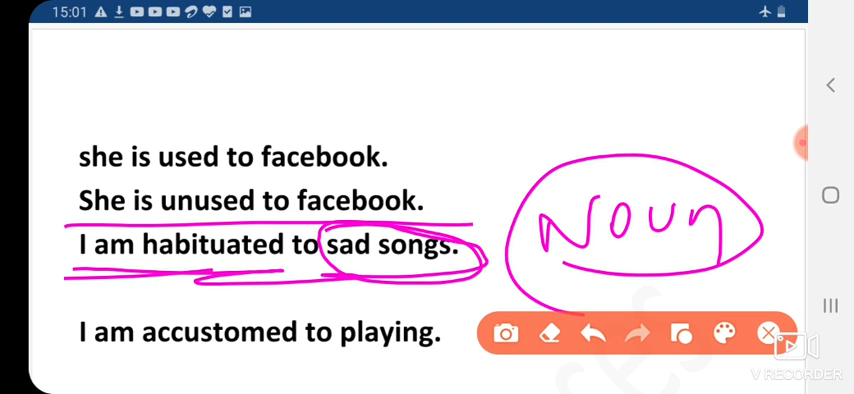 15:01
she is used to facebook.
She is unused to facebook.
I am habituated to sad songs.
Noun
I am accustomed to playing.
V RECORDER